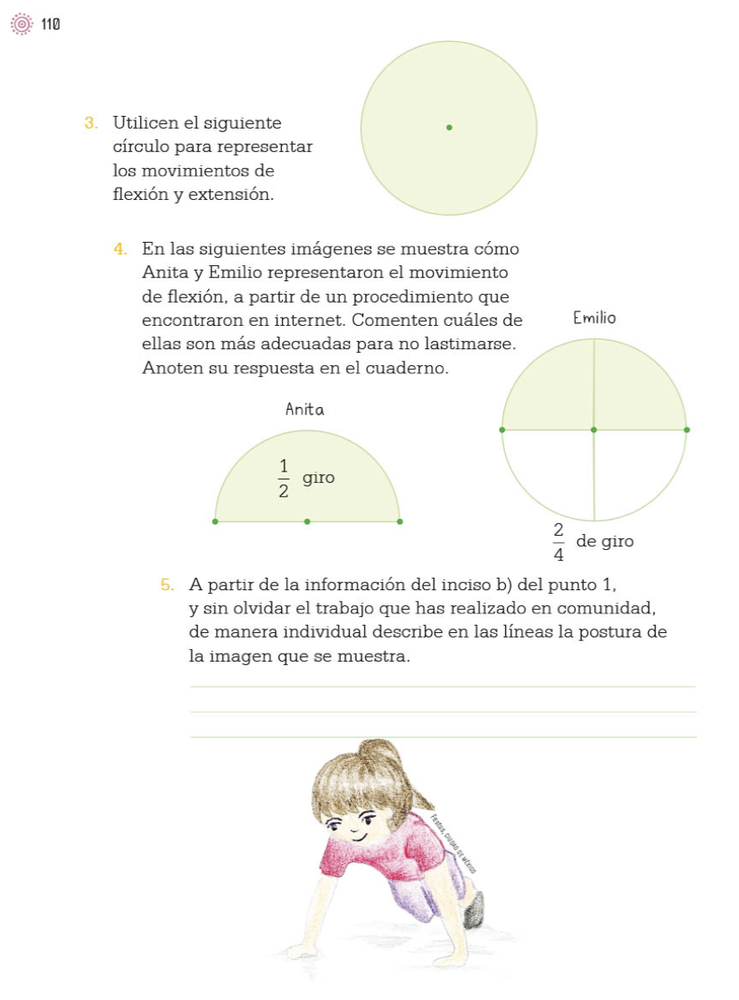 110
3. Utilicen el siguiente
círculo para representar
los movimientos de
flexión y extensión.
4. En las siguientes imágenes se muestra cómo
Anita y Emilio representaron el movimiento
de flexión, a partir de un procedimiento que
encontraron en internet. Comenten cuáles de
ellas son más adecuadas para no lastimarse.
Anoten su respuesta en el cuaderno.
Emilio
Anita
1/2 giro
2/4 de giro
5. A partir de la información del inciso b) del punto 1,
y sin olvidar el trabajo que has realizado en comunidad,
de manera individual describe en las líneas la postura de
la imagen que se muestra.
Festus, CIUDAD DE MÉXICO